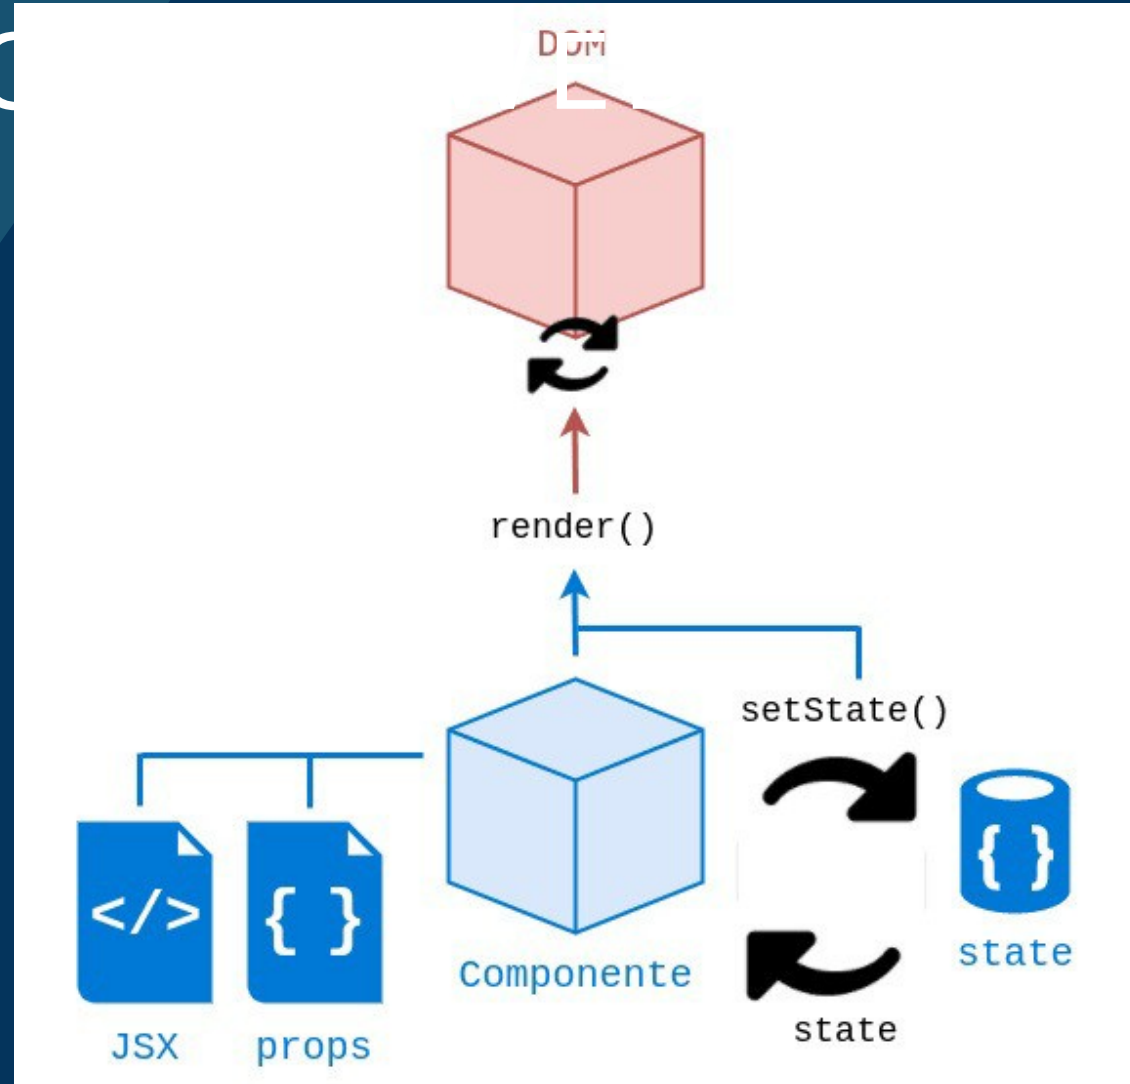 DOM
render()
setState()
</>
{ }
{ }
Componente
state
state
JSX
props